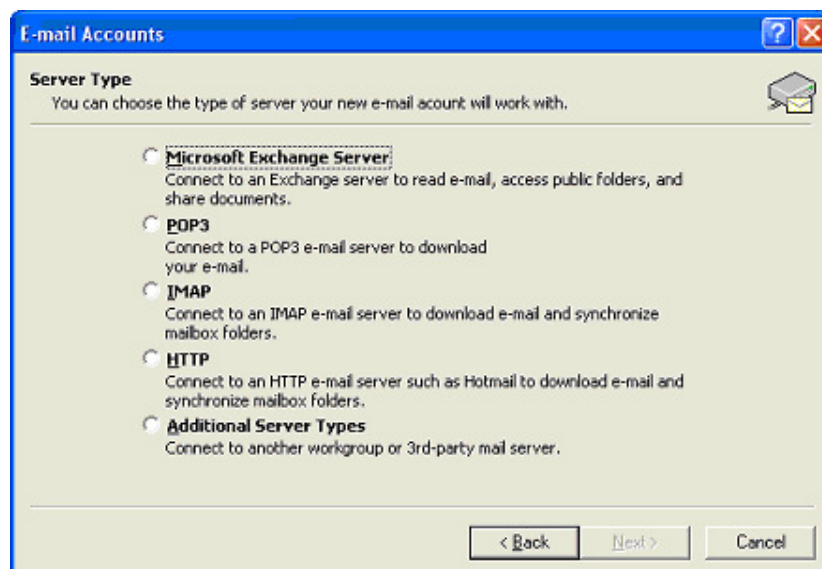 E-mail Accounts
Server Type
You can choose the type of server your new e-mail acount will work with.
Microsoft Exchange Server
Connect to an Exchange server to read e-mail, access public folders, and
share documents.
POP3
Connect to a POP3 e-mail server to download
your e-mail.
IMAP
Connect to an IMAP e-mail server to download e-mail and synchronize
mailbox folders.
HTTP
Connect to an HTTP e-mail server such as Hotmail to download e-mail and
synchronize mailbox folders.
Additional Server Types
Connect to another workgroup or 3rd-party mail server.
< Back Next > Cancel